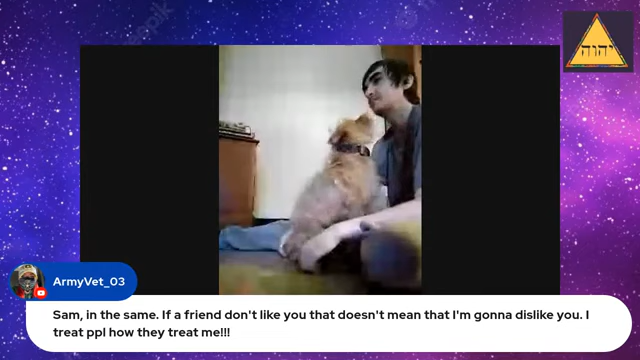 יהוה
ArmyVet_03
Sam, in the same. If a friend don't like you that doesn't mean that I'm gonna dislike you. I
treat ppl how they treat me!!!